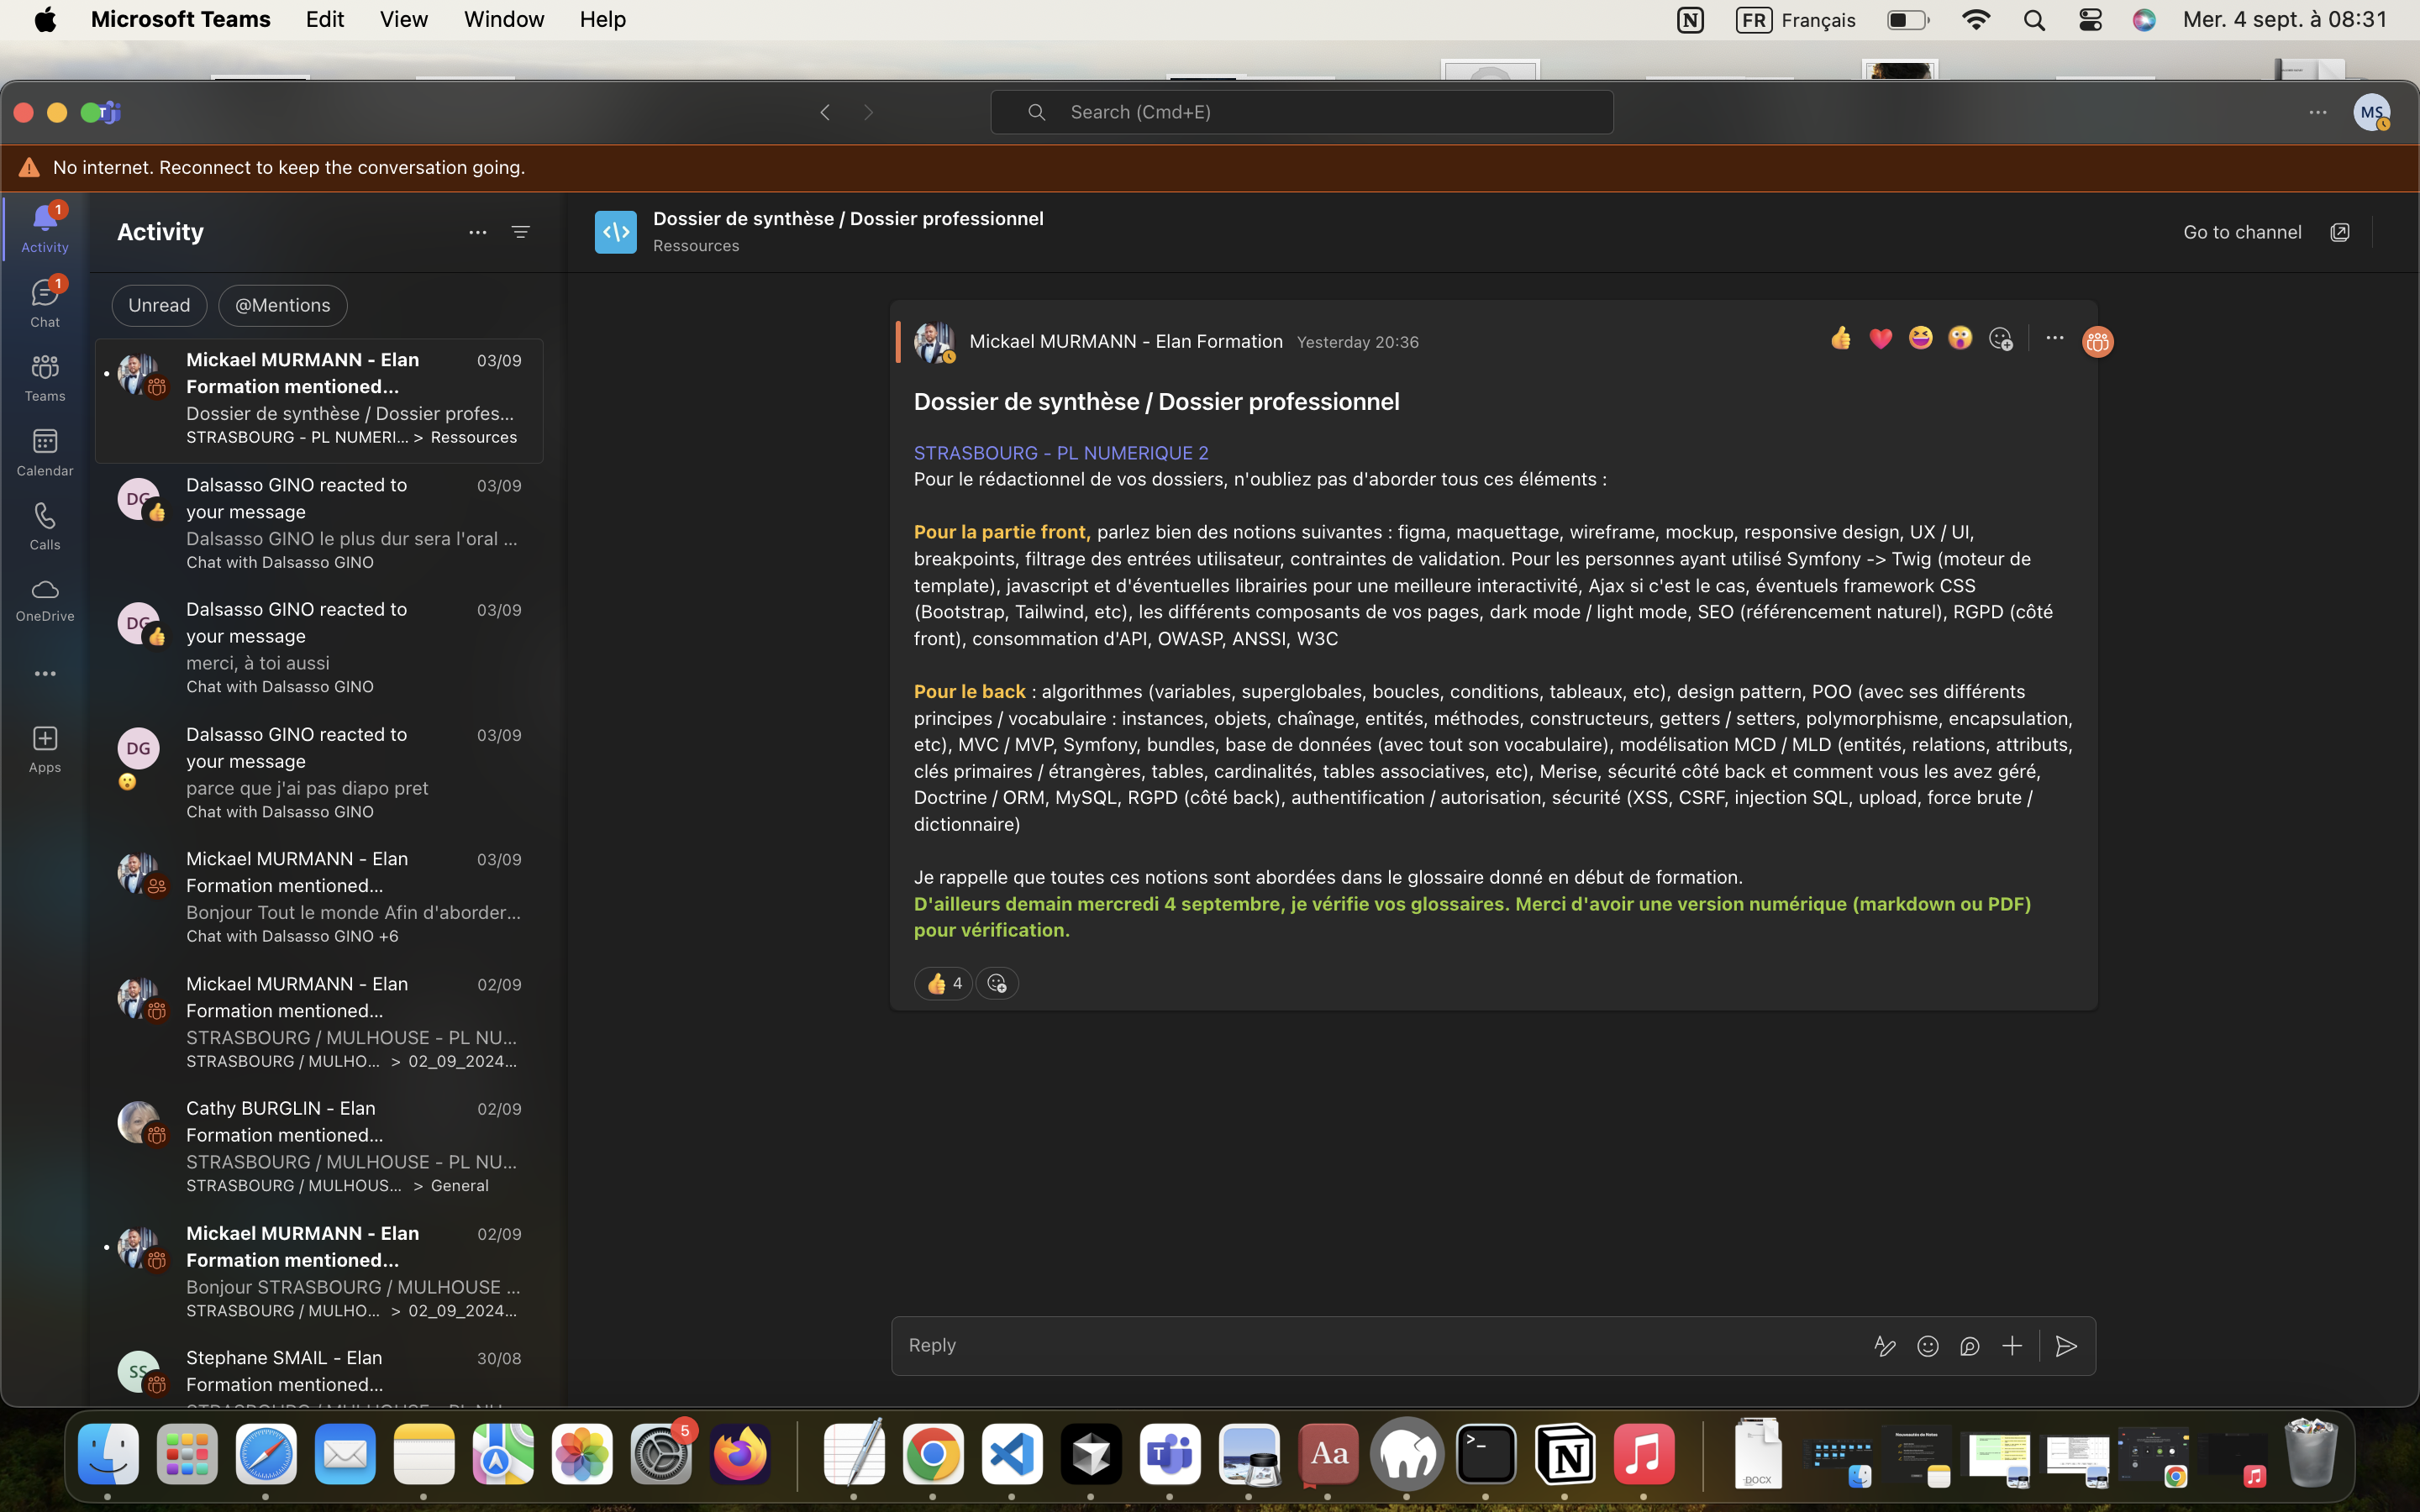 Microsoft Teams Edit View Window Help
FR Français Mer. 4 sept. à 08:31
Search (Cmd+E)
MS
No internet. Reconnect to keep the conversation going.
1
Activity
1
Chat
Teams
Calendar
Calls
OneDrive
Apps
Activity
Unread @Mentions
Mickael MURMANN - Elan 03/09
Formation mentioned...
Dossier de synthèse / Dossier profes...
STRASBOURG - PL NUMERI... > Ressources
DG
Dalsasso GINO reacted to 03/09
your message
Dalsasso GINO le plus dur sera l'oral ...
Chat with Dalsasso GINO
DG
Dalsasso GINO reacted to 03/09
your message
merci, à toi aussi
Chat with Dalsasso GINO
DG
Dalsasso GINO reacted to 03/09
your message
parce que j'ai pas diapo pret
Chat with Dalsasso GINO
Mickael MURMANN - Elan 03/09
Formation mentioned...
Bonjour Tout le monde Afin d'aborder...
Chat with Dalsasso GINO +6
Mickael MURMANN - Elan 02/09
Formation mentioned...
STRASBOURG / MULHOUSE - PL NU...
STRASBOURG / MULHO... > 02_09_2024...
Cathy BURGLIN - Elan 02/09
Formation mentioned...
STRASBOURG / MULHOUSE - PL NU...
STRASBOURG / MULHOUS... > General
Mickael MURMANN - Elan 02/09
Formation mentioned...
Bonjour STRASBOURG / MULHOUSE ...
STRASBOURG / MULHO... > 02_09_2024...
SS
Stephane SMAIL - Elan 30/08
Formation mentioned...
Dossier de synthèse / Dossier professionnel
Ressources
Go to channel
Mickael MURMANN - Elan Formation Yesterday 20:36
Dossier de synthèse / Dossier professionnel
STRASBOURG - PL NUMERIQUE 2
Pour le rédactionnel de vos dossiers, n'oubliez pas d'aborder tous ces éléments :
Pour la partie front, parlez bien des notions suivantes : figma, maquettage, wireframe, mockup, responsive design, UX / UI,
breakpoints, filtrage des entrées utilisateur, contraintes de validation. Pour les personnes ayant utilisé Symfony -> Twig (moteur de
template), javascript et d'éventuelles librairies pour une meilleure interactivité, Ajax si c'est le cas, éventuels framework CSS
(Bootstrap, Tailwind, etc), les différents composants de vos pages, dark mode / light mode, SEO (référencement naturel), RGPD (côté
front), consommation d'API, OWASP, ANSSI, W3C
Pour le back : algorithmes (variables, superglobales, boucles, conditions, tableaux, etc), design pattern, POO (avec ses différents
principes / vocabulaire : instances, objets, chaînage, entités, méthodes, constructeurs, getters / setters, polymorphisme, encapsulation,
etc), MVC / MVP, Symfony, bundles, base de données (avec tout son vocabulaire), modélisation MCD / MLD (entités, relations, attributs,
clés primaires / étrangères, tables, cardinalités, tables associatives, etc), Merise, sécurité côté back et comment vous les avez géré,
Doctrine / ORM, MySQL, RGPD (côté back), authentification / autorisation, sécurité (XSS, CSRF, injection SQL, upload, force brute /
dictionnaire)
Je rappelle que toutes ces notions sont abordées dans le glossaire donné en début de formation.
D'ailleurs demain mercredi 4 septembre, je vérifie vos glossaires. Merci d'avoir une version numérique (markdown ou PDF)
pour vérification.
4
Reply
5
Aa
DOCX